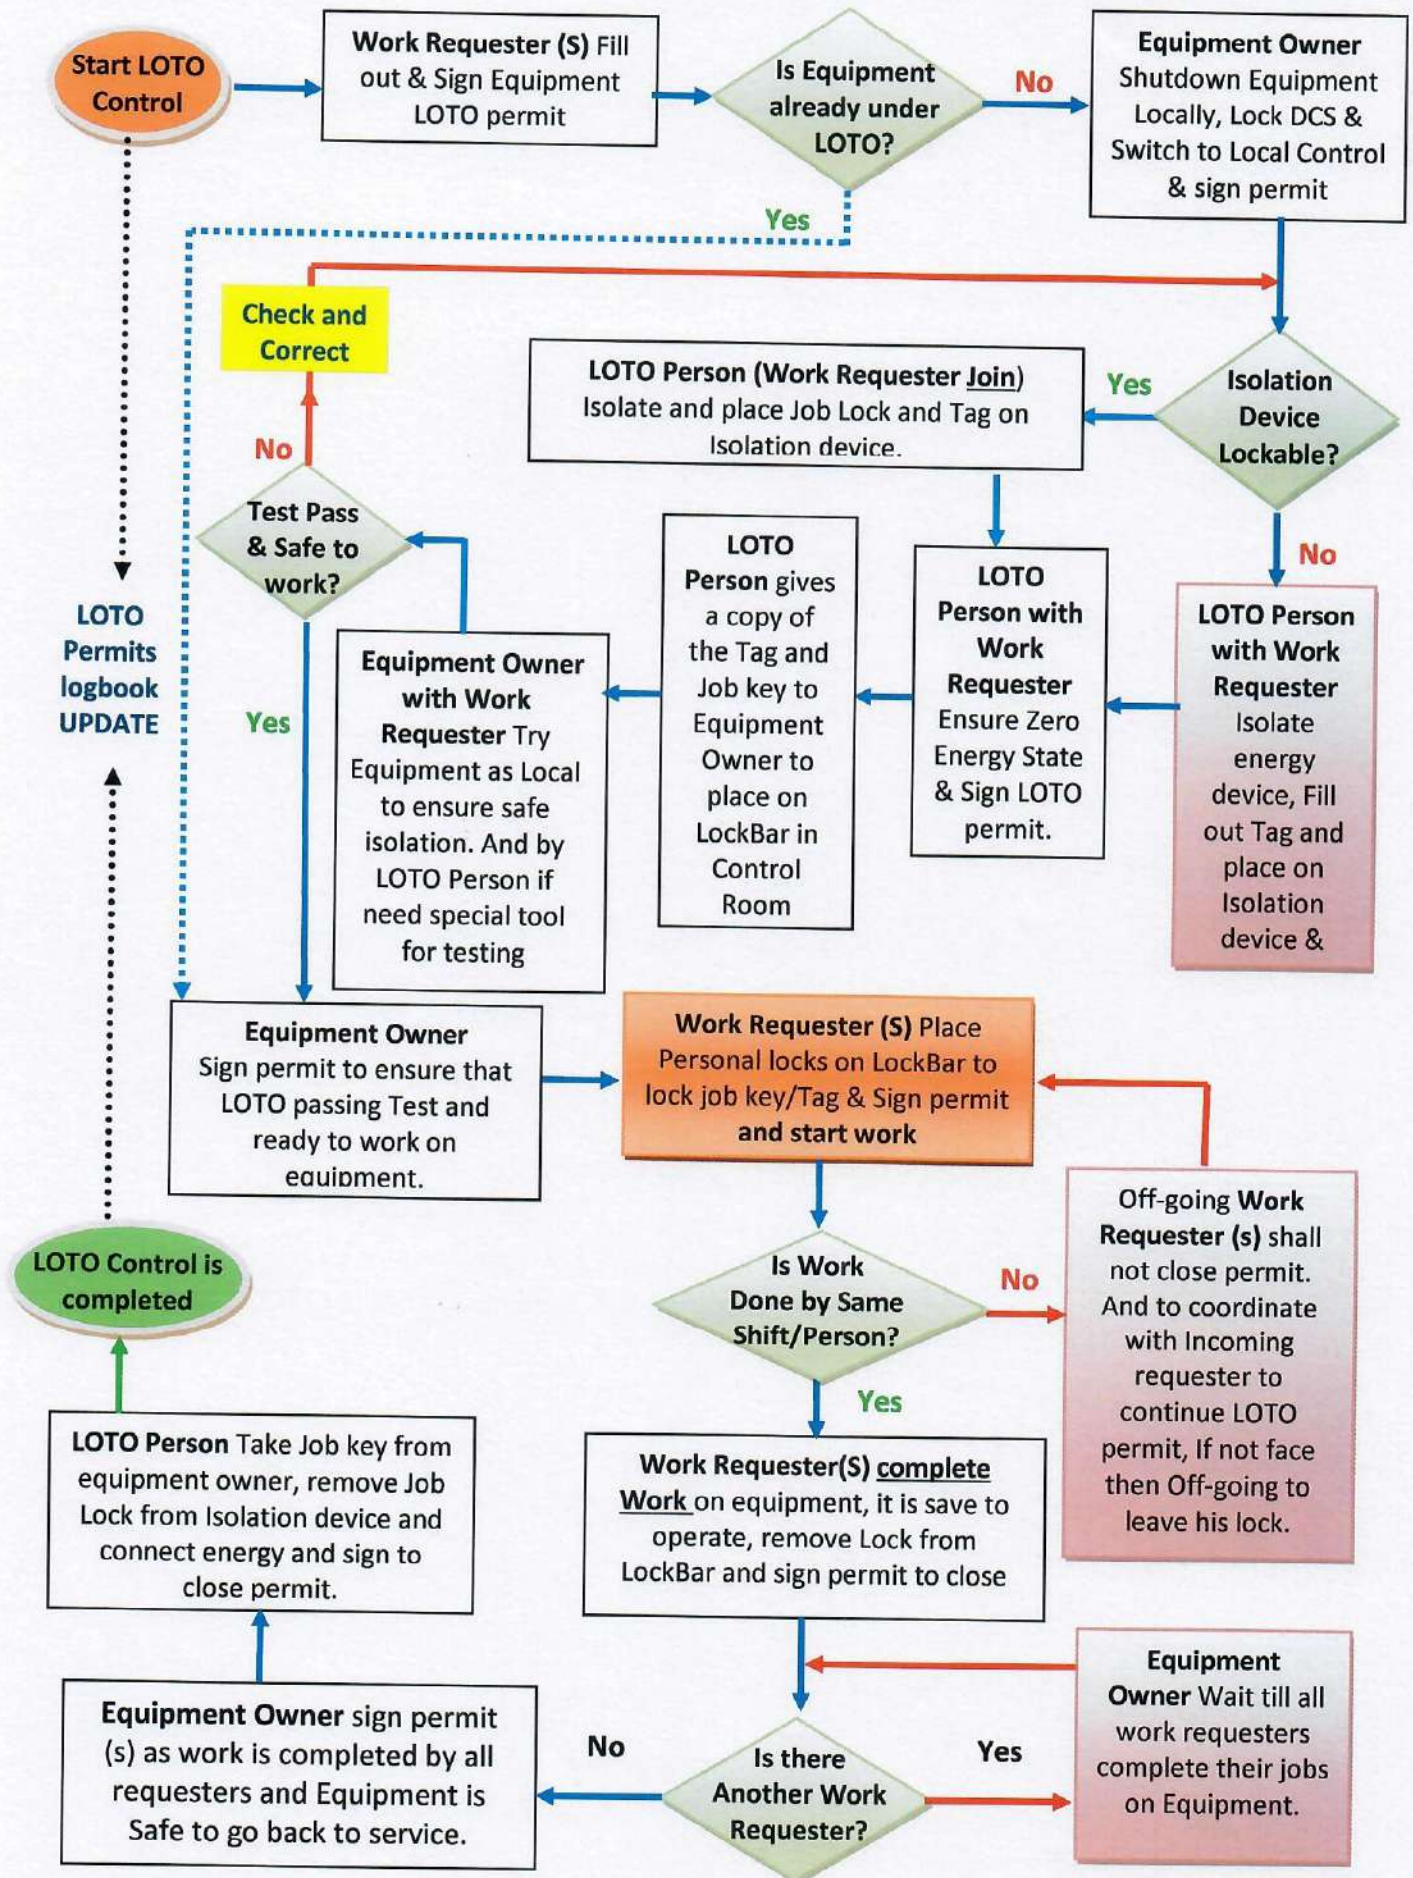 Start LOTO
Control
Work Requester (S) Fill
out & Sign Equipment
LOTO permit
Is Equipment
already under
LOTO?
No
Yes
Equipment Owner
Shutdown Equipment
Locally, Lock DCS &
Switch to Local Control
& sign permit
Check and
Correct
LOTO Person (Work Requester Join)
Isolate and place Job Lock and Tag on
Isolation device.
Yes
Isolation
Device
Lockable?
No
No
Test Pass
& Safe to
work?
Yes
LOTO
Permits
logbook
UPDATE
Equipment Owner
with Work
Requester Try
Equipment as Local
to ensure safe
isolation. And by
LOTO Person if
need special tool
for testing
LOTO
Person gives
a copy of
the Tag and
Job key to
Equipment
Owner to
place on
LockBar in
Control
Room
LOTO
Person with
Work
Requester
Ensure Zero
Energy State
& Sign LOTO
permit.
LOTO Person
with Work
Requester
Isolate
energy
device, Fill
out Tag and
place on
Isolation
device &
Equipment Owner
Sign permit to ensure that
LOTO passing Test and
ready to work on
equipment.
Work Requester (S) Place
Personal locks on LockBar to
lock job key/Tag & Sign permit
and start work
LOTO Control is
completed
Is Work
Done by Same
Shift/Person?
No
Yes
Off-going Work
Requester (s) shall
not close permit.
And to coordinate
with Incoming
requester to
continue LOTO
permit, If not face
then Off-going to
leave his lock.
LOTO Person Take Job key from
equipment owner, remove Job
Lock from Isolation device and
connect energy and sign to
close permit.
Work Requester(S) complete
Work on equipment, it is save to
operate, remove Lock from
LockBar and sign permit to close
Equipment Owner sign permit
(s) as work is completed by all
requesters and Equipment is
Safe to go back to service.
No
Is there
Another Work
Requester?
Yes
Equipment
Owner Wait till all
work requesters
complete their jobs
on Equipment.